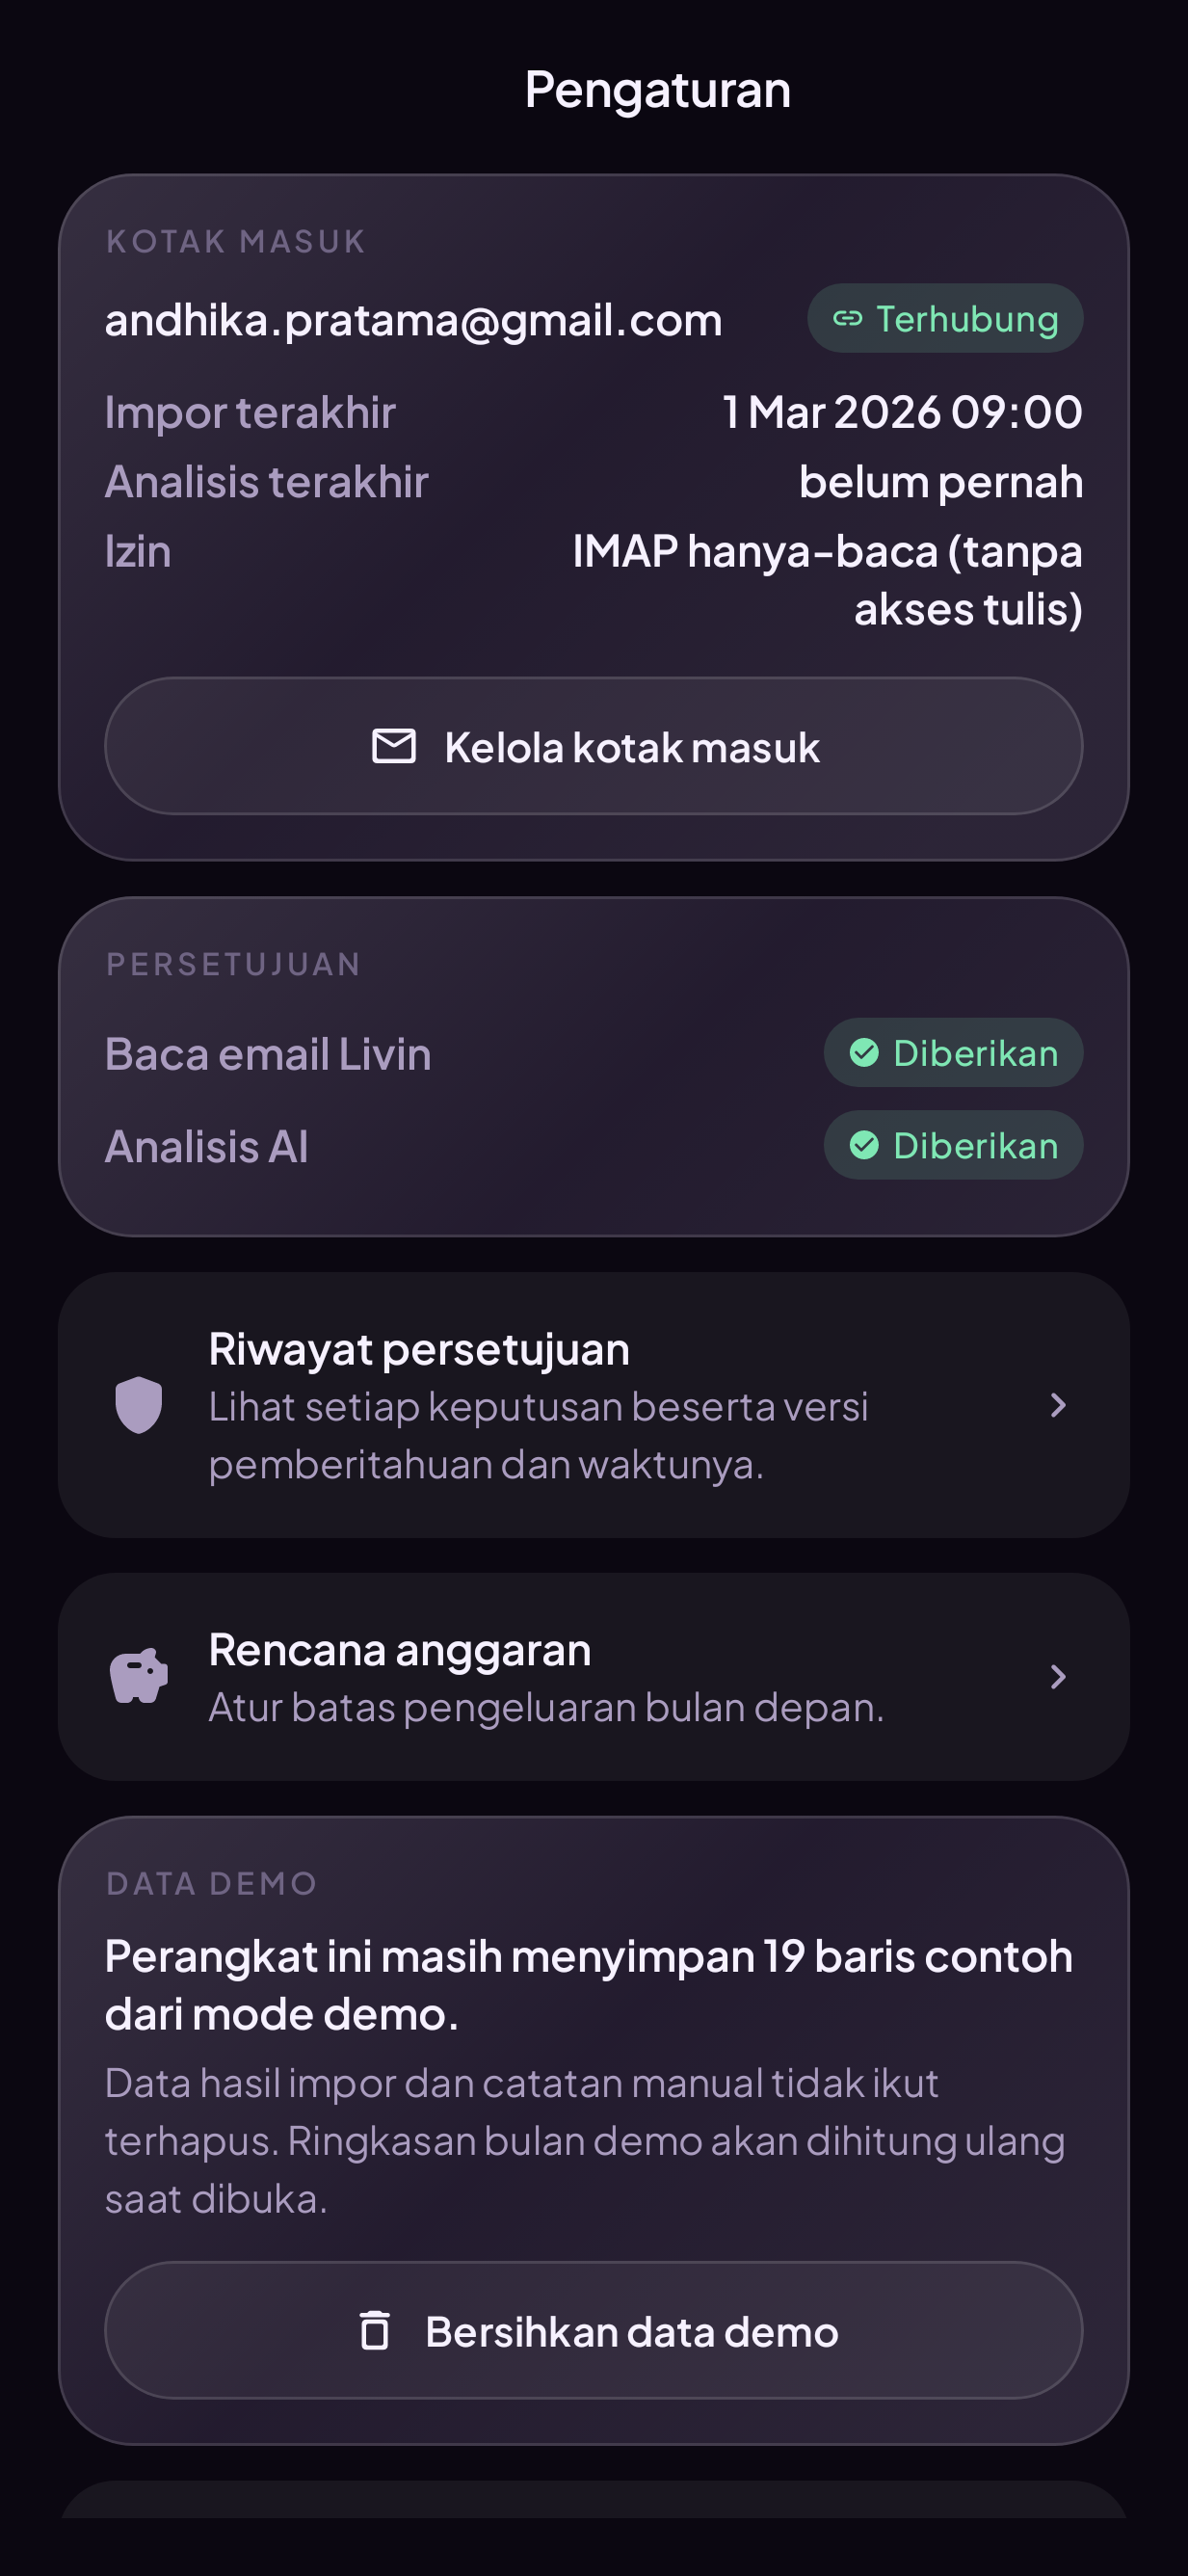 Pengaturan
KOTAK MASUK
andhika.pratama@gmail.com
Terhubung
Impor terakhir
1 Mar 2026 09:00
Analisis terakhir
belum pernah
Izin
IMAP hanya-baca (tanpa
akses tulis)
Kelola kotak masuk
PERSETUJUAN
Baca email Livin
Diberikan
Analisis AI
Diberikan
Riwayat persetujuan
Lihat setiap keputusan beserta versi
pemberitahuan dan waktunya.
Rencana anggaran
Atur batas pengeluaran bulan depan.
DATA DEMO
Perangkat ini masih menyimpan 19 baris contoh
dari mode demo.
Data hasil impor dan catatan manual tidak ikut
terhapus. Ringkasan bulan demo akan dihitung ulang
saat dibuka.
Bersihkan data demo